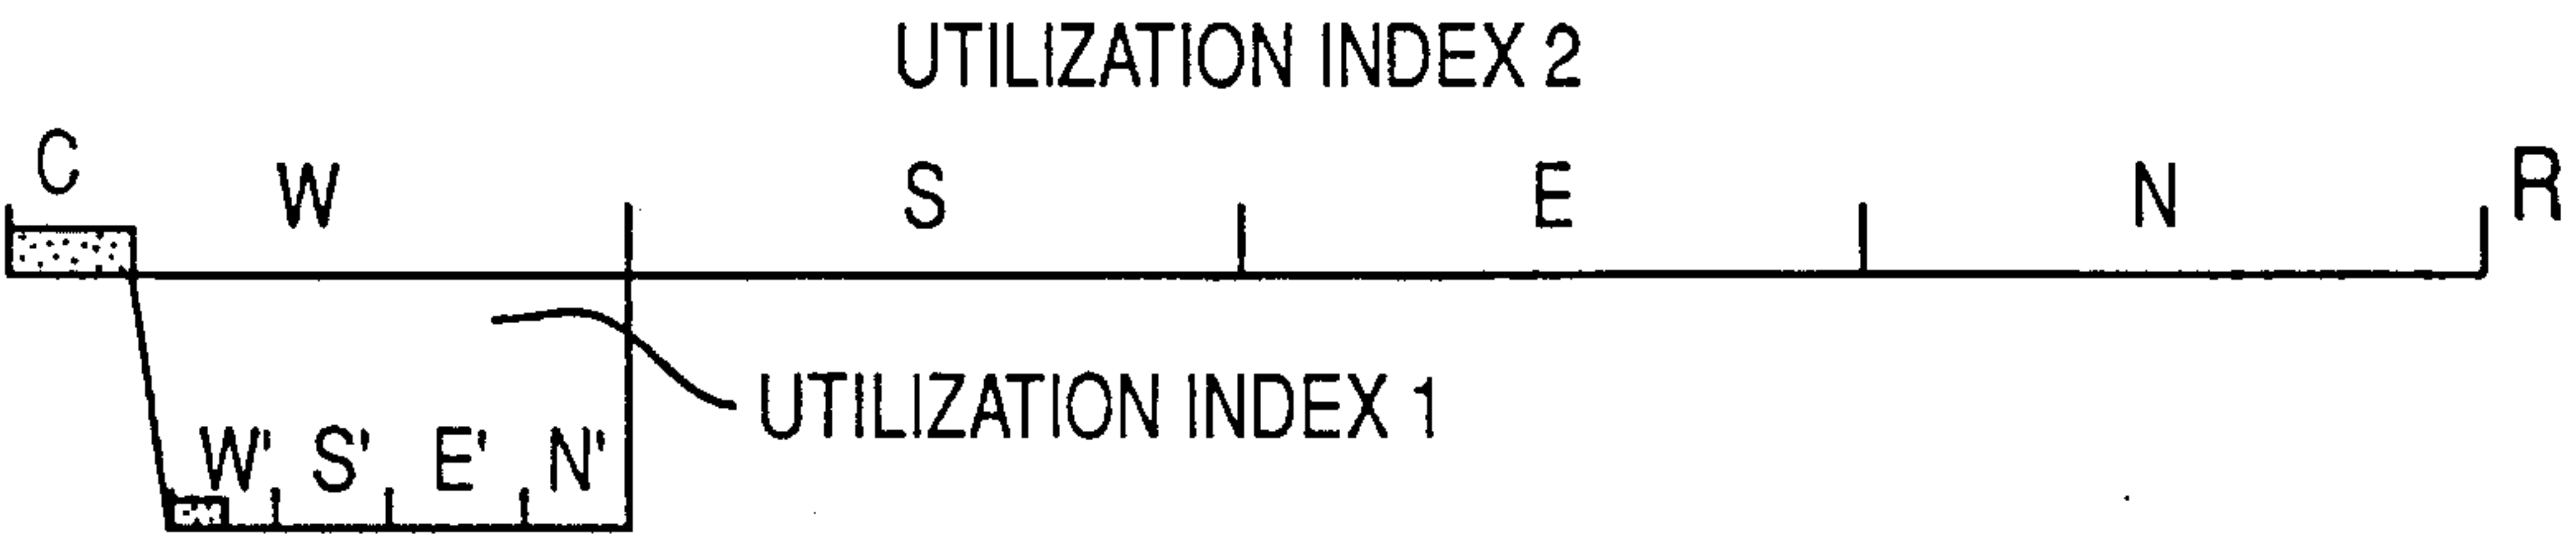 UTILIZATION INDEX 2
C W S E N R
UTILIZATION INDEX 1
W' S' E' N'